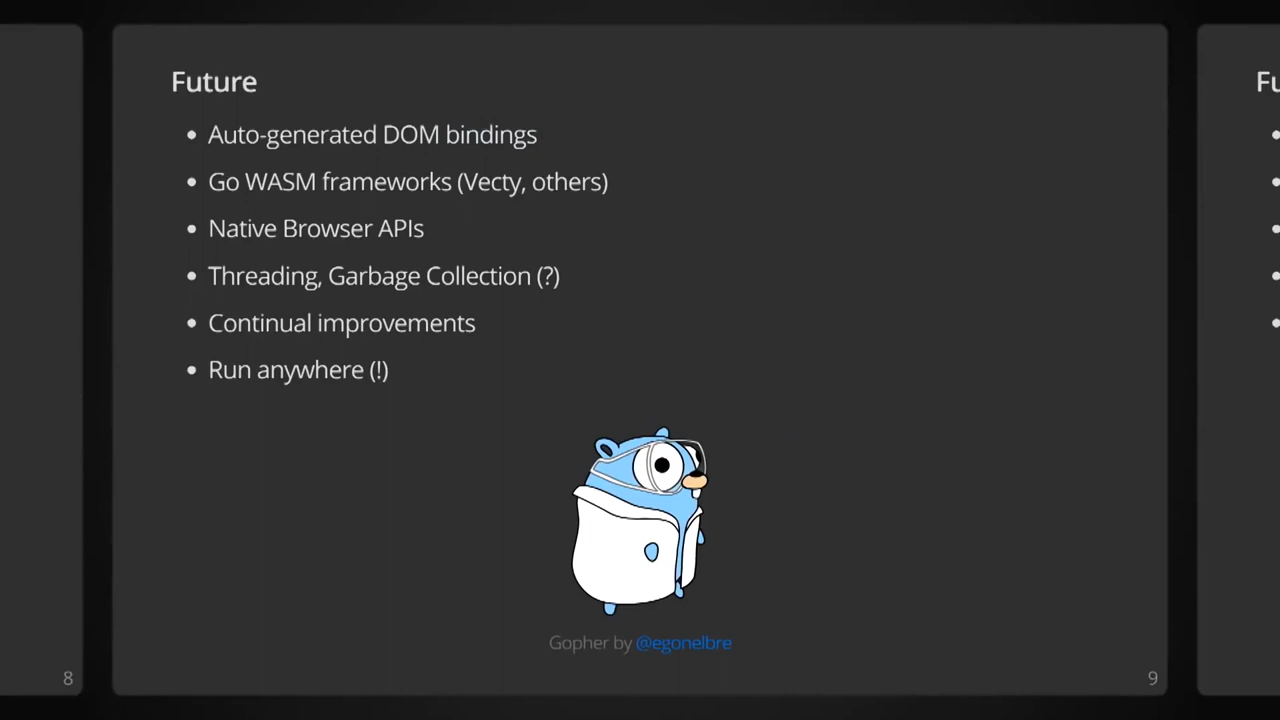 Future
Fu
• Auto-generated DOM bindings
• Go WASM frameworks (Vecty, others)
• Native Browser APIs
• Threading, Garbage Collection (?)
• Continual improvements
• Run anywhere (!)
Gopher by @egonelbre
8
9